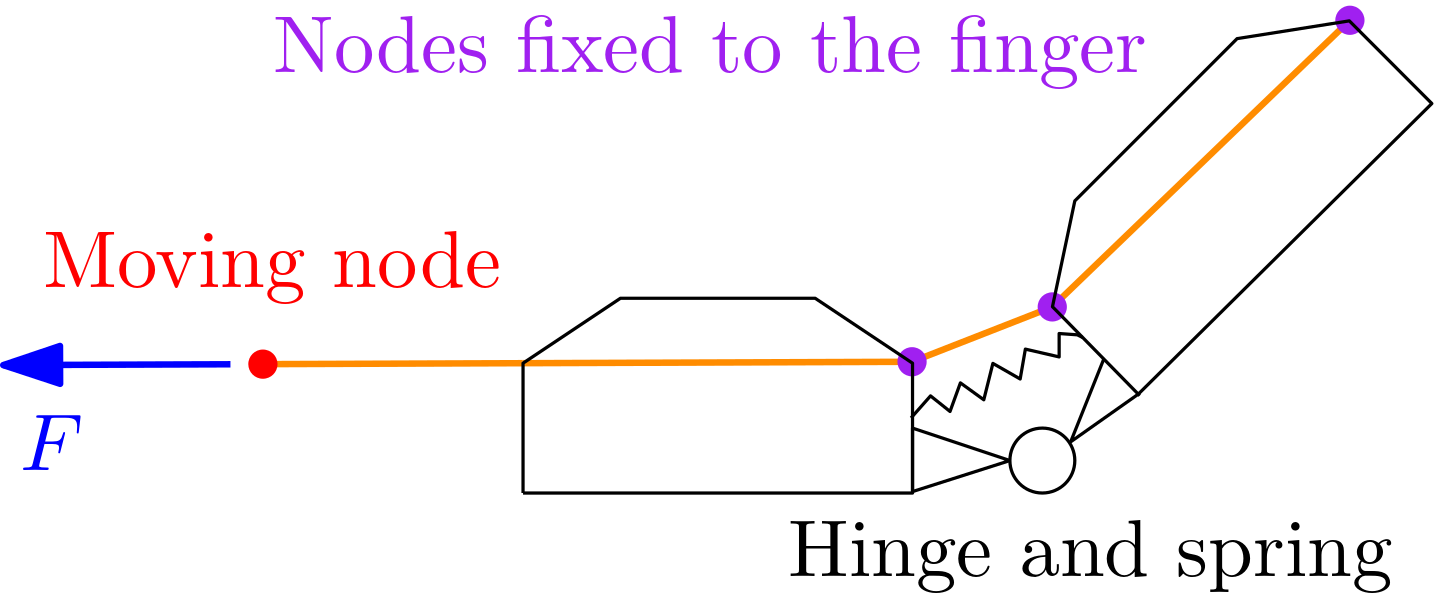 Nodes fixed to the finger
Moving node
F
Hinge and spring